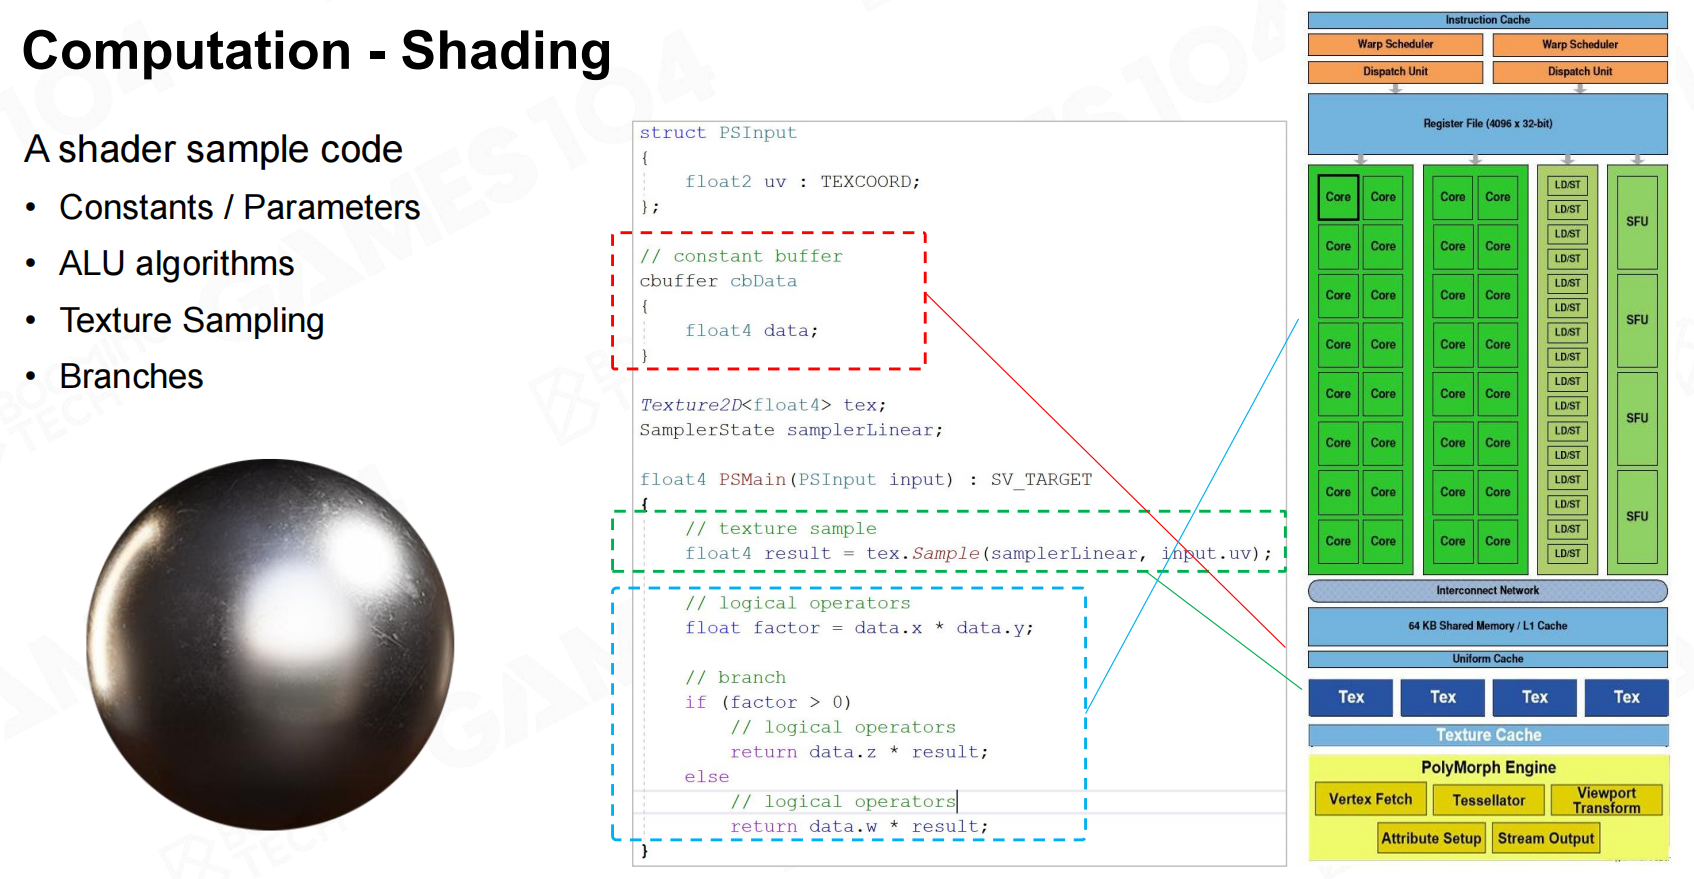 Computation - Shading
A shader sample code
• Constants / Parameters
• ALU algorithms
• Texture Sampling
• Branches
struct PSInput
{
float2 uv : TEXCOORD;
};
// constant buffer
cbuffer cbData
{
float4 data;
}
Texture2D<float4> tex;
SamplerState samplerLinear;
float4 PSMain(PSInput input) : SV_TARGET
{
// texture sample
float4 result = tex.Sample(samplerLinear, input.uv);
// logical operators
float factor = data.x * data.y;
// branch
if (factor > 0)
// logical operators
return data.z * result;
else
// logical operators
return data.w * result;
}
Instruction Cache
Warp Scheduler Warp Scheduler
Dispatch Unit Dispatch Unit
Register File (4096 x 32-bit)
LD/ST
Core Core Core Core
LD/ST
SFU
LD/ST
Core Core Core Core
LD/ST
LD/ST
Core Core Core Core
LD/ST
SFU
LD/ST
Core Core Core Core
LD/ST
LD/ST
Core Core Core Core
LD/ST
SFU
LD/ST
Core Core Core Core
LD/ST
LD/ST
Core Core Core Core
LD/ST
SFU
LD/ST
Core Core Core Core
LD/ST
Interconnect Network
64 KB Shared Memory / L1 Cache
Uniform Cache
Tex Tex Tex Tex
Texture Cache
PolyMorph Engine
Vertex Fetch Tessellator Viewport Transform
Attribute Setup Stream Output